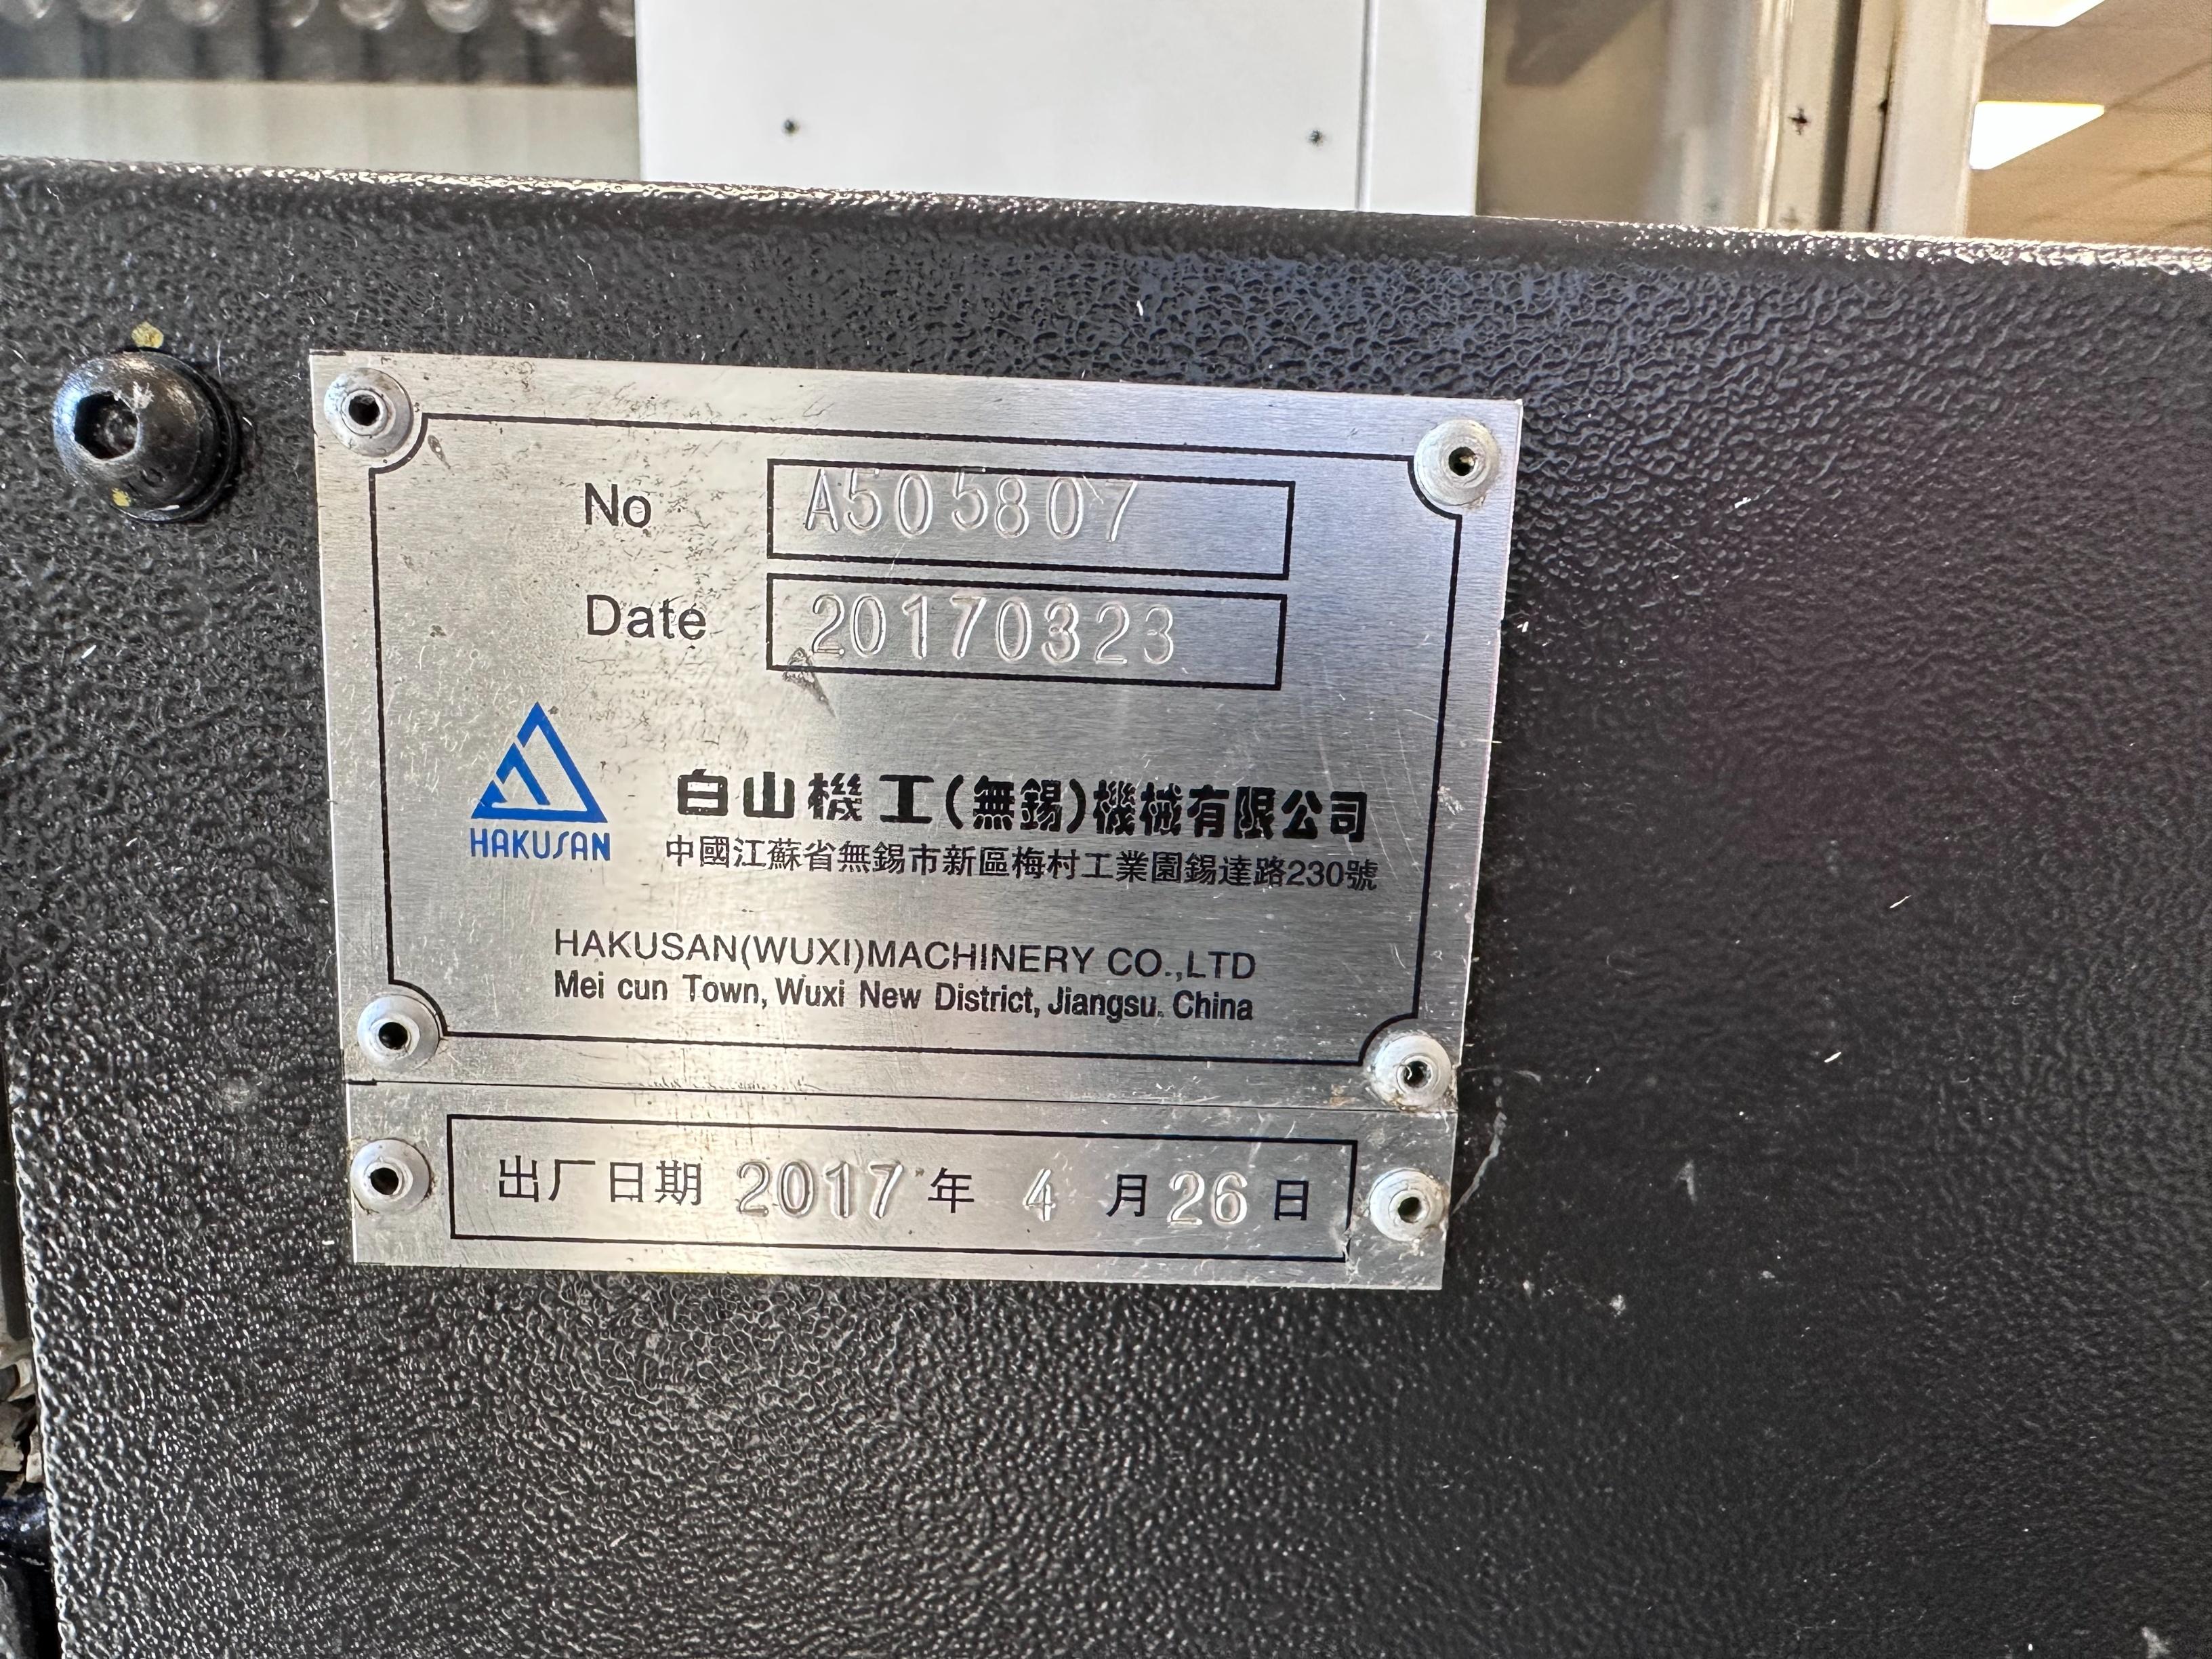 No A505807
Date 20170323
HAKUSAN
白山機工(無錫)機械有限公司
中國江蘇省無錫市新區梅村工業園錫達路230號
HAKUSAN(WUXI)MACHINERY CO.,LTD
Mei cun Town, Wuxi New District, Jiangsu. China
出厂日期 2017 年 4 月 26 日